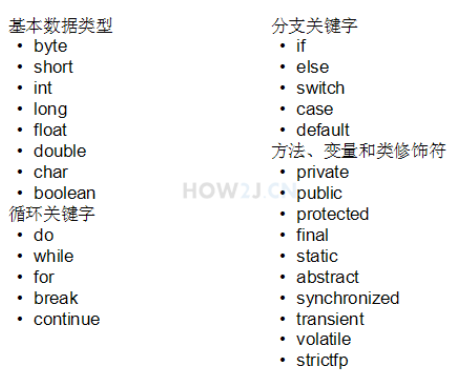 基本数据类型
• byte
• short
• int
• long
• float
• double
• char
• boolean
循环关键字
• do
• while
• for
• break
• continue
分支关键字
• if
• else
• switch
• case
• default
方法、变量和类修饰符
• private
• public
• protected
• final
• static
• abstract
• synchronized
• transient
• volatile
• strictfp
HOW2J.CN